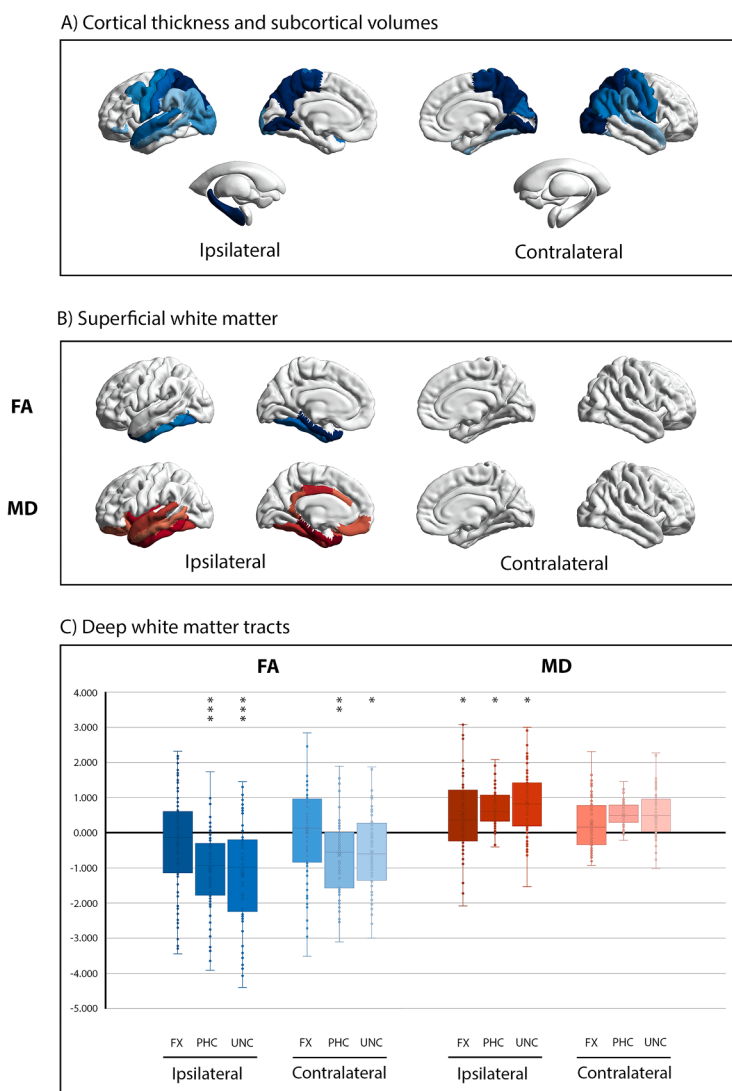 A) Cortical thickness and subcortical volumes
Ipsilateral
Contralateral
B) Superficial white matter
FA
MD
Ipsilateral
Contralateral
C) Deep white matter tracts
FA
MD
4.000
3.000
2.000
1.000
0.000
-1.000
-2.000
-3.000
-4.000
-5.000
***
***
**
*
*
*
*
FX PHC UNC FX PHC UNC FX PHC UNC FX PHC UNC
Ipsilateral Contralateral Ipsilateral Contralateral